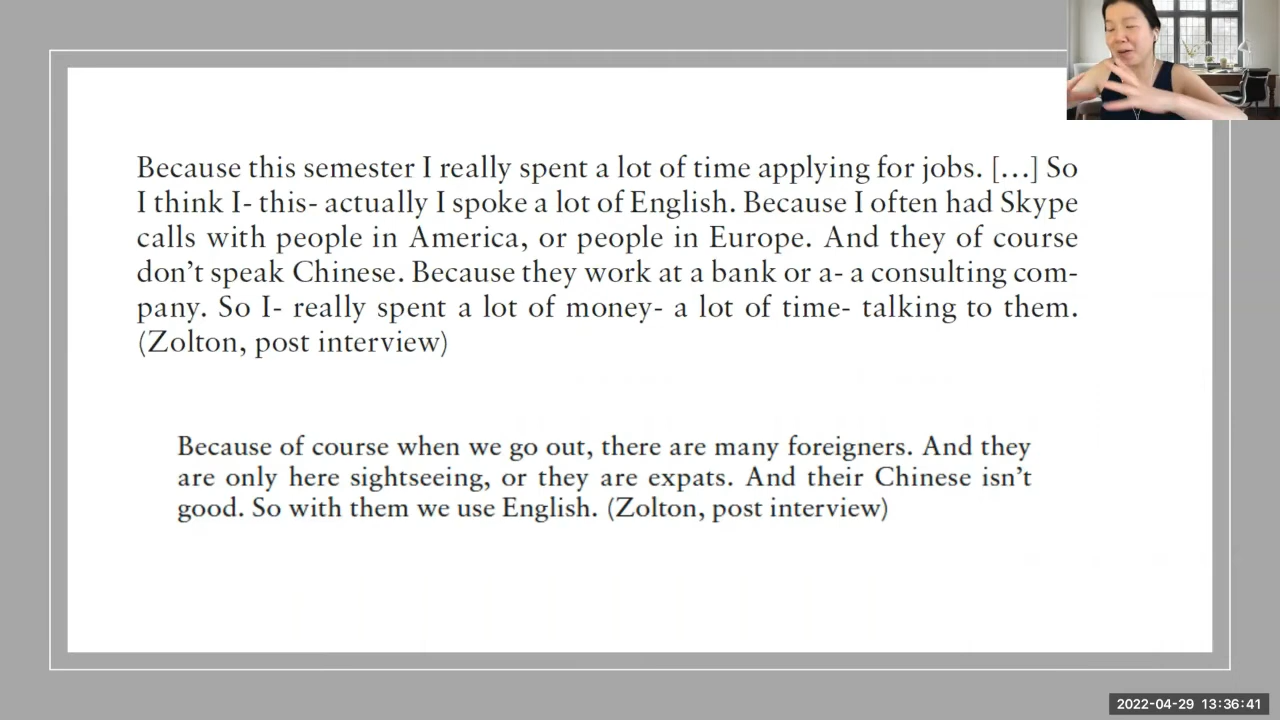 Because this semester I really spent a lot of time applying for jobs. […] So
I think I- this- actually I spoke a lot of English. Because I often had Skype
calls with people in America, or people in Europe. And they of course
don’t speak Chinese. Because they work at a bank or a- a consulting com-
pany. So I- really spent a lot of money- a lot of time- talking to them.
(Zolton, post interview)
Because of course when we go out, there are many foreigners. And they
are only here sightseeing, or they are expats. And their Chinese isn’t
good. So with them we use English. (Zolton, post interview)
2022-04-29 13:36:41